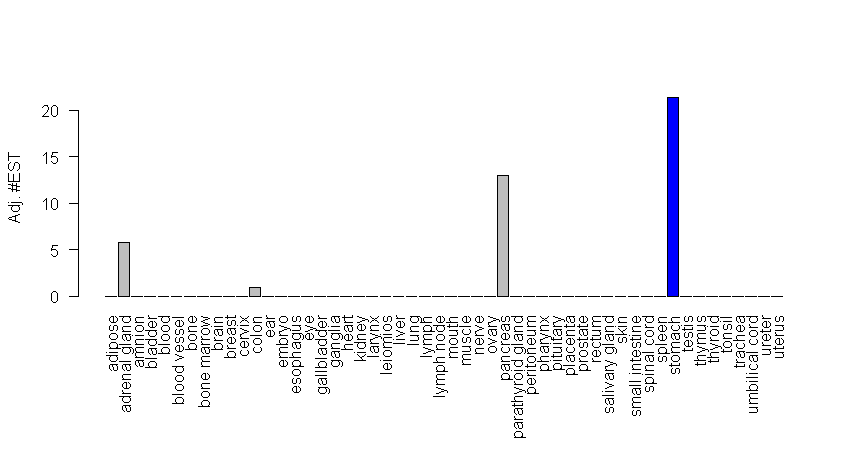 Adj. #EST
20
15
10
5
0
adipose
adrenal gland
amnion
bladder
blood
blood vessel
bone
bone marrow
brain
breast
cervix
colon
ear
embryo
esophagus
eye
gallbladder
ganglia
heart
kidney
larynx
leiomios
liver
lung
lymph
lymph node
mouth
muscle
nerve
ovary
pancreas
parathyroid gland
peritoneum
pharynx
pituitary
placenta
prostate
rectum
salivary gland
skin
small intestine
spinal cord
spleen
stomach
testis
thymus
thyroid
tonsil
trachea
umbilical cord
ureter
uterus